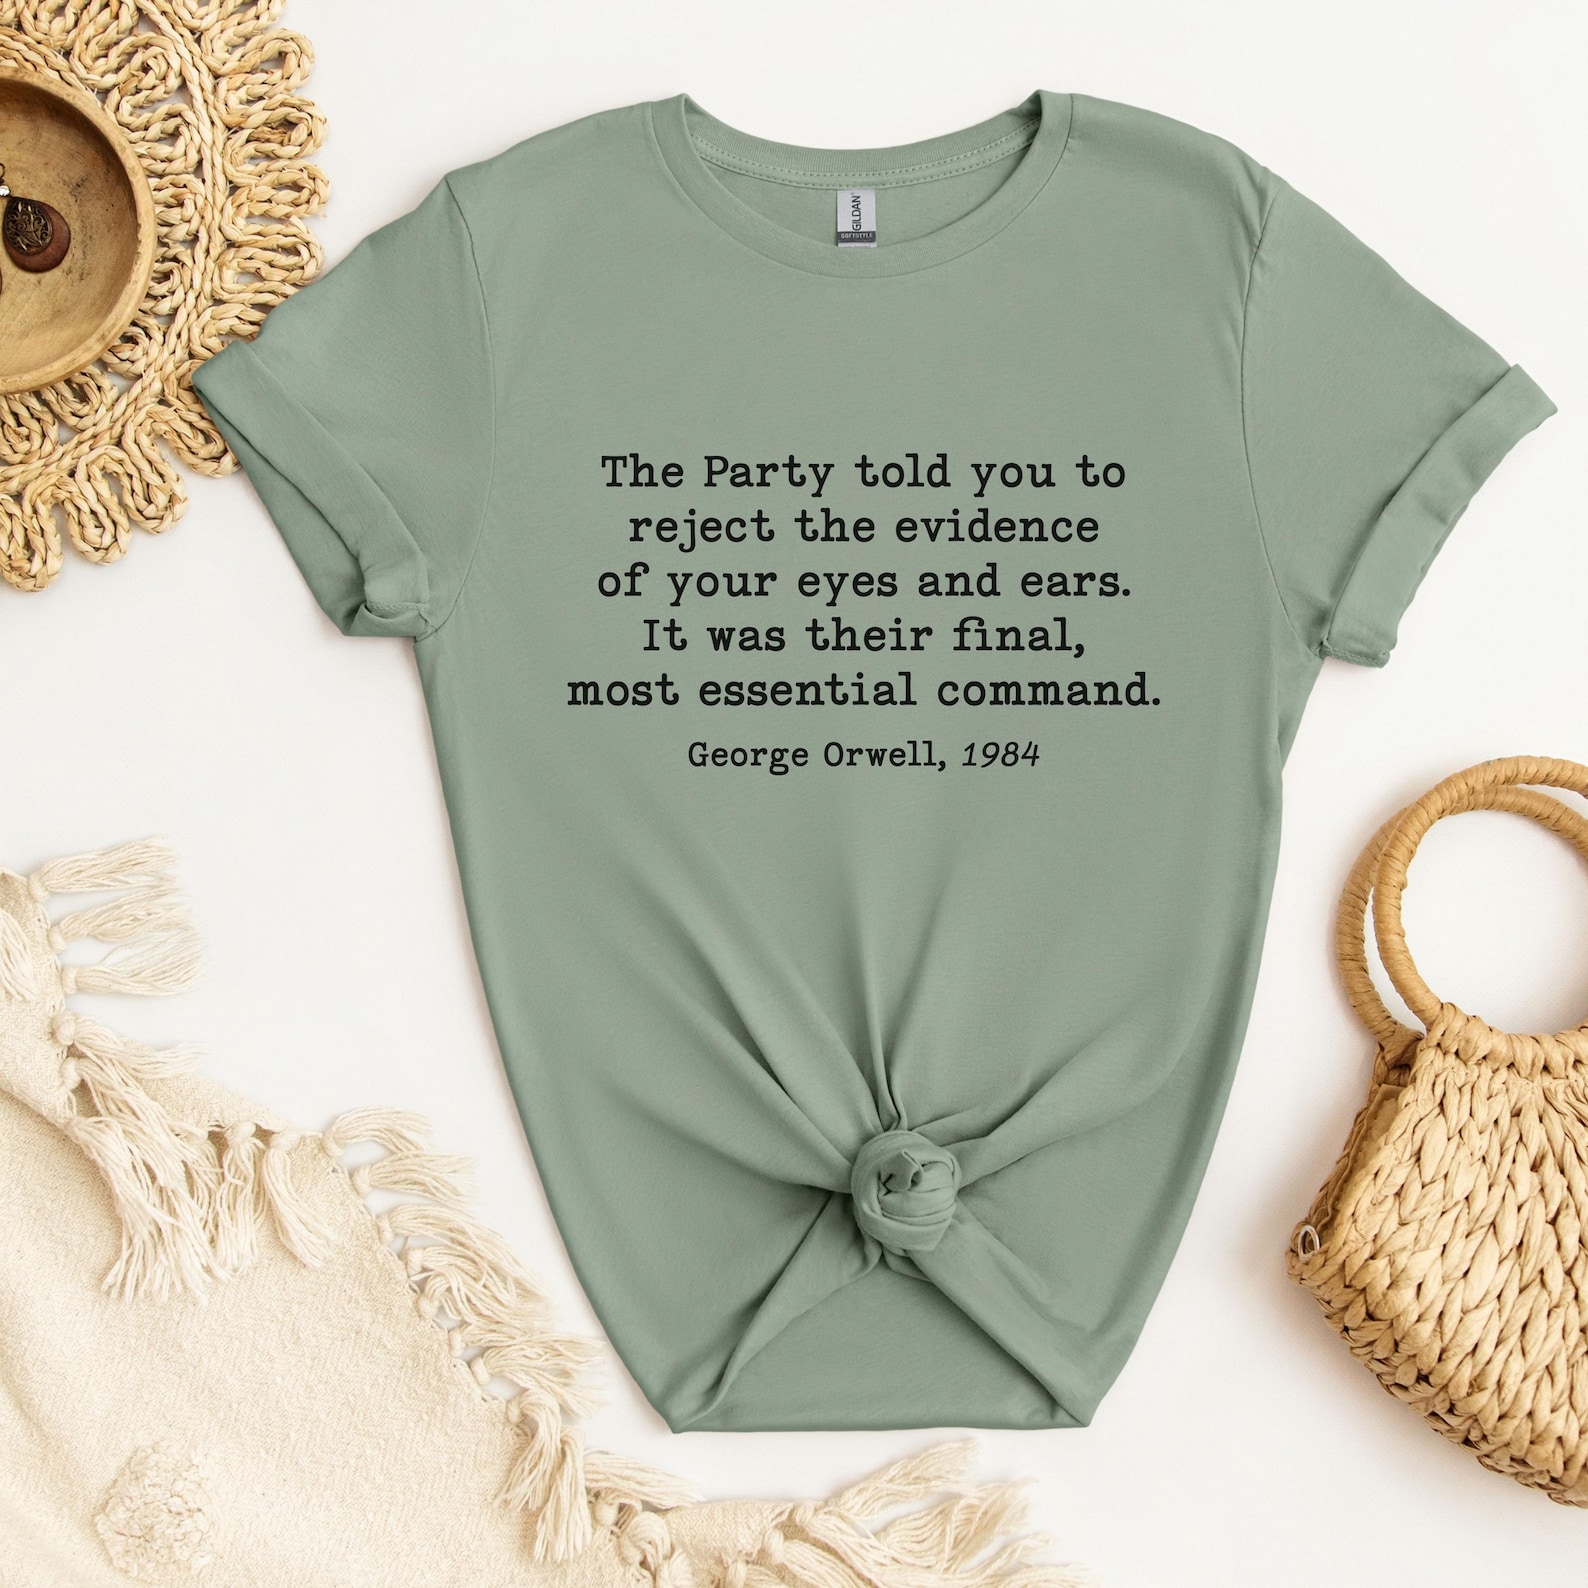 GILDAN
SOFTSTYLE
The Party told you to
reject the evidence
of your eyes and ears.
It was their final,
most essential command.
George Orwell, 1984